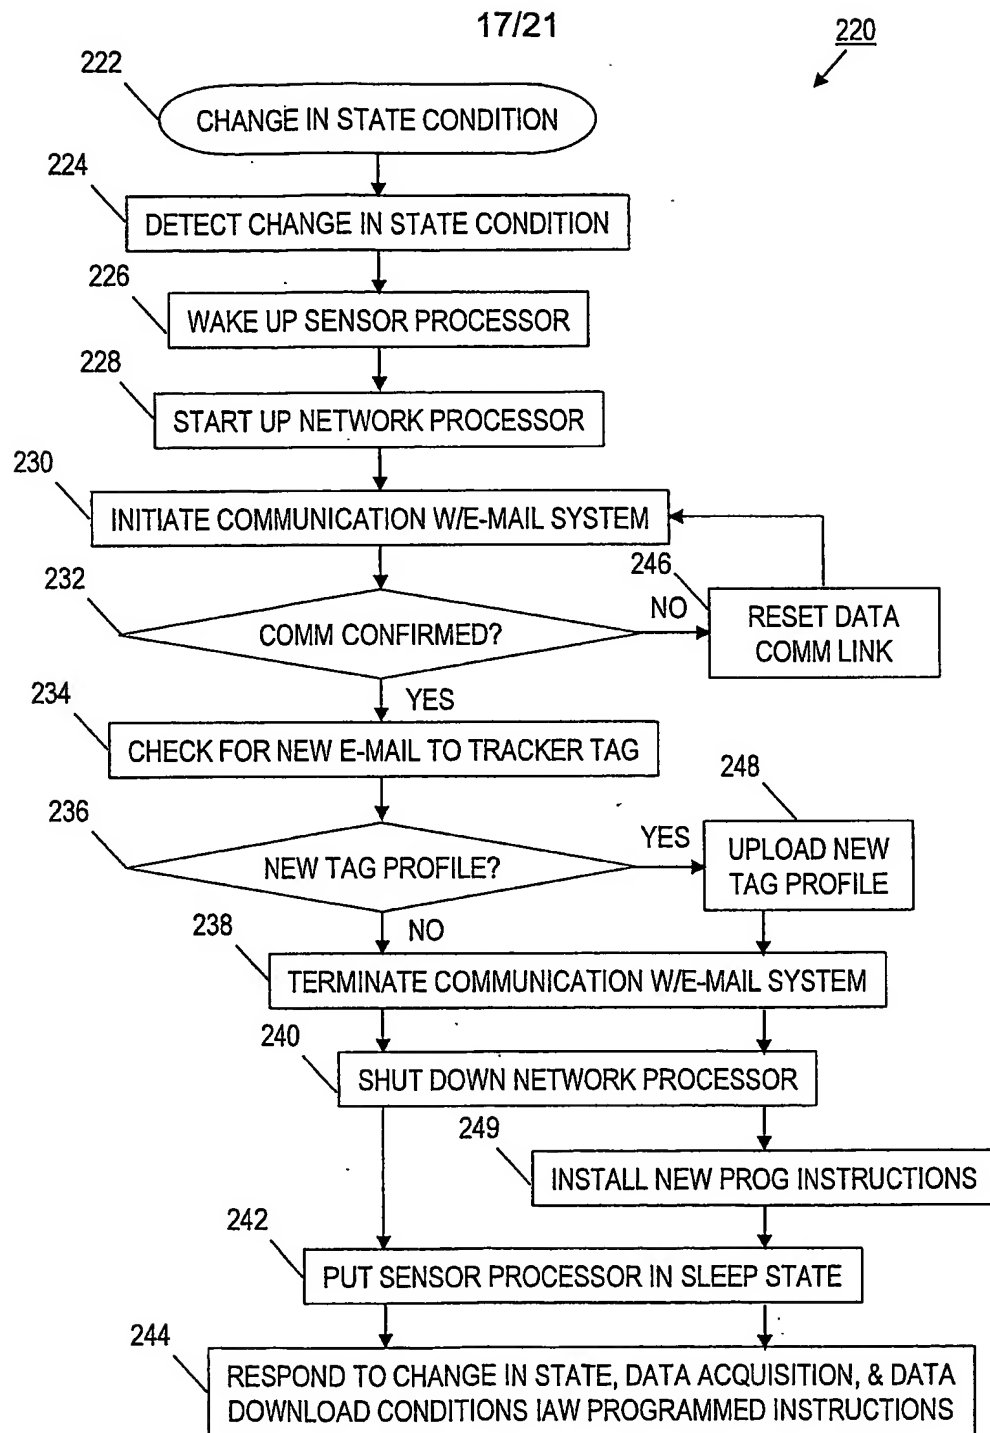 17/21
220
222
CHANGE IN STATE CONDITION
224
DETECT CHANGE IN STATE CONDITION
226
WAKE UP SENSOR PROCESSOR
228
START UP NETWORK PROCESSOR
230
INITIATE COMMUNICATION W/E-MAIL SYSTEM
232
COMM CONFIRMED?
NO
246
RESET DATA
COMM LINK
YES
234
CHECK FOR NEW E-MAIL TO TRACKER TAG
236
NEW TAG PROFILE?
YES
248
UPLOAD NEW
TAG PROFILE
NO
238
TERMINATE COMMUNICATION W/E-MAIL SYSTEM
240
SHUT DOWN NETWORK PROCESSOR
249
INSTALL NEW PROG INSTRUCTIONS
242
PUT SENSOR PROCESSOR IN SLEEP STATE
244
RESPOND TO CHANGE IN STATE, DATA ACQUISITION, & DATA
DOWNLOAD CONDITIONS IAW PROGRAMMED INSTRUCTIONS